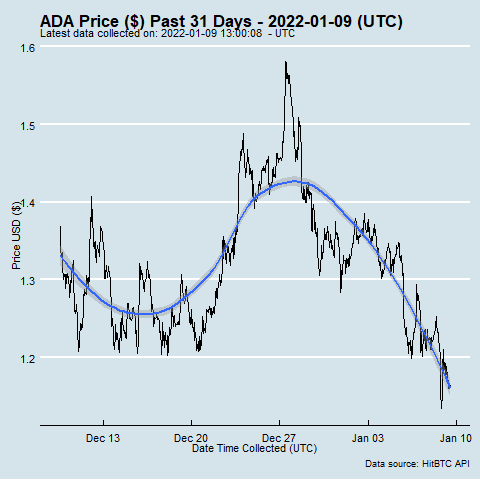 ADA Price ($) Past 31 Days - 2022-01-09 (UTC)
Latest data collected on: 2022-01-09 13:00:08 - UTC
1.6
1.5
1.4
1.3
1.2
Price USD ($)
Dec 13 Dec 20 Dec 27 Jan 03 Jan 10
Date Time Collected (UTC)
Data source: HitBTC API